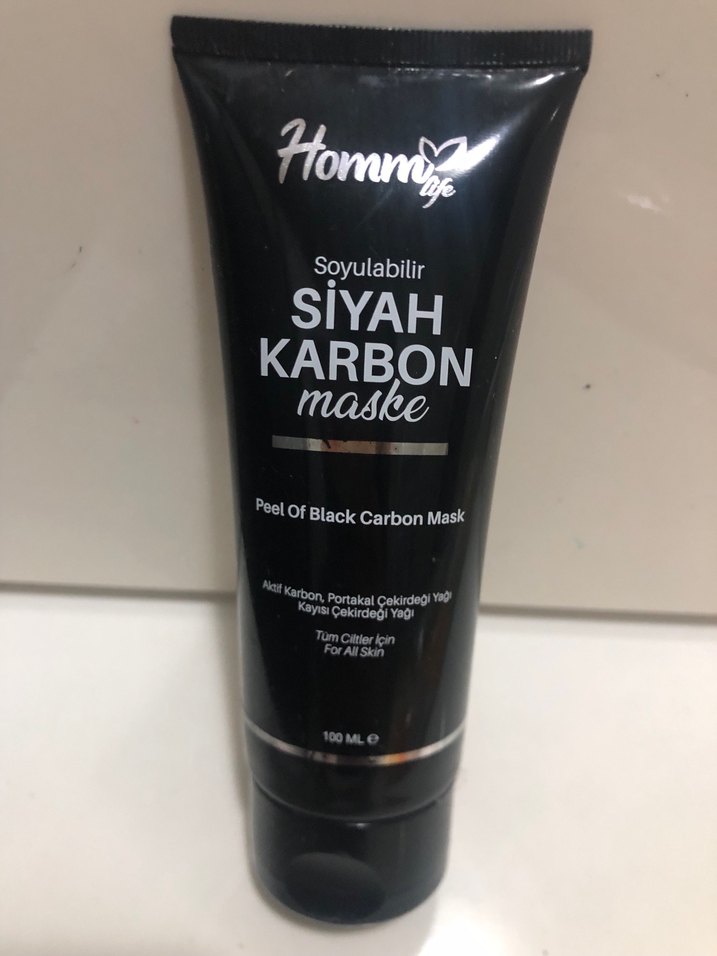 Homm
life
Soyulabilir
SİYAH
KARBON
maske
Peel Of Black Carbon Mask
Aktif Karbon, Portakal Çekirdeği Yağı
Kayısı Çekirdeği Yağı
Tüm Ciltler İçin
For All Skin
100 ML ℮